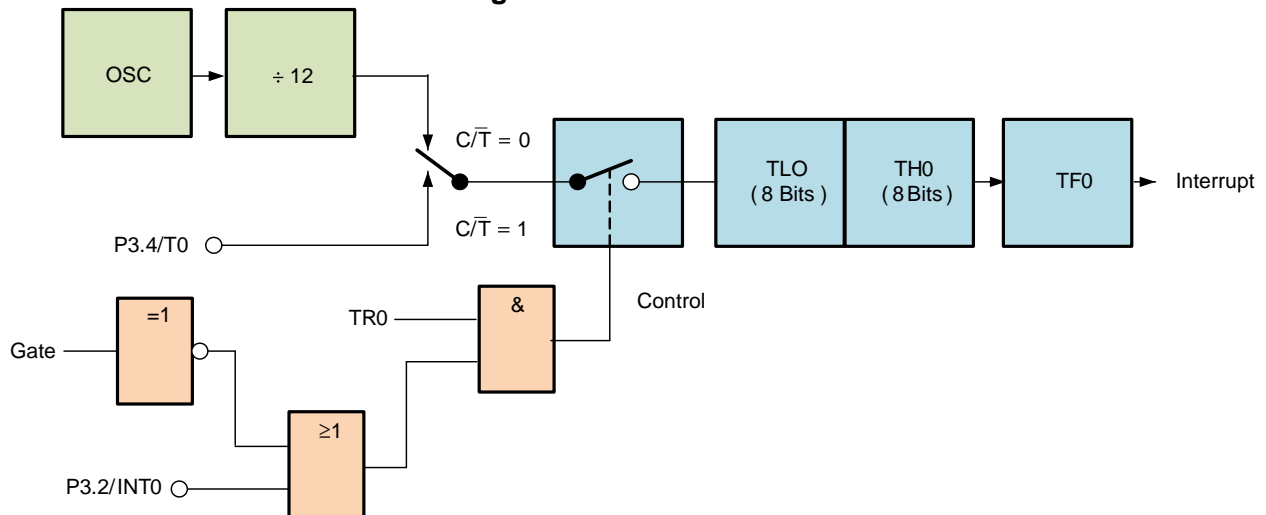 g
OSC
÷ 12
C/T̅ = 0
TLO
( 8 Bits )
TH0
( 8 Bits)
TF0
Interrupt
C/T̅ = 1
P3.4/T0
Control
=1
&
TR0
Gate
≥1
P3.2/INT0